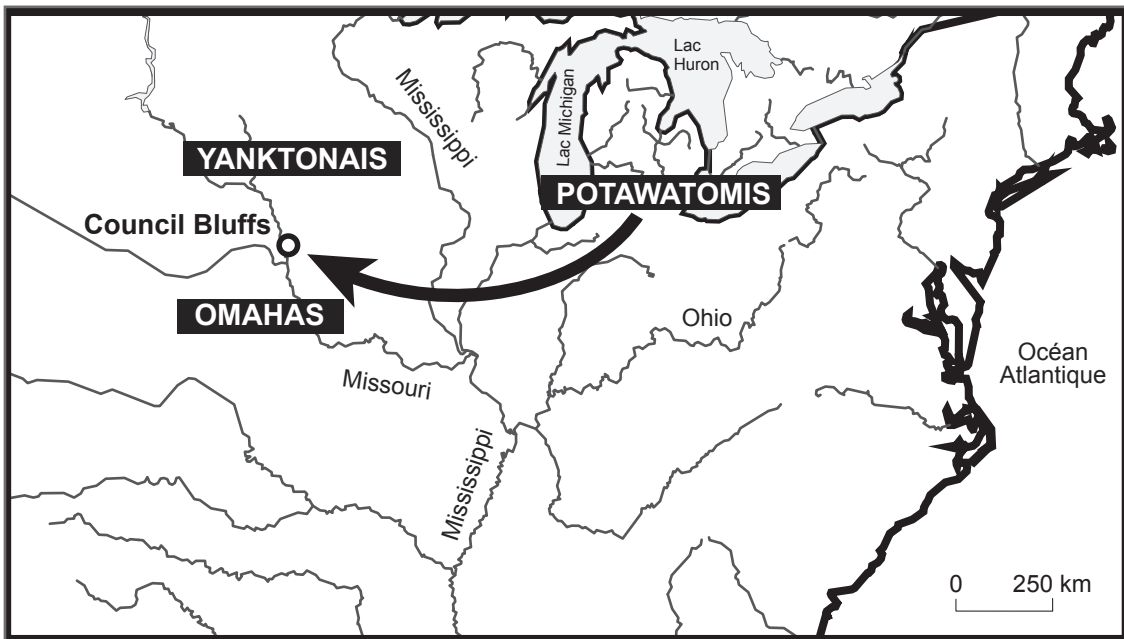 Lac
Huron
Mississippi
Lac Michigan
YANKTONAIS
POTAWATOMIS
Council Bluffs
OMAHAS
Ohio
Océan
Atlantique
Missouri
Mississippi
0 250 km